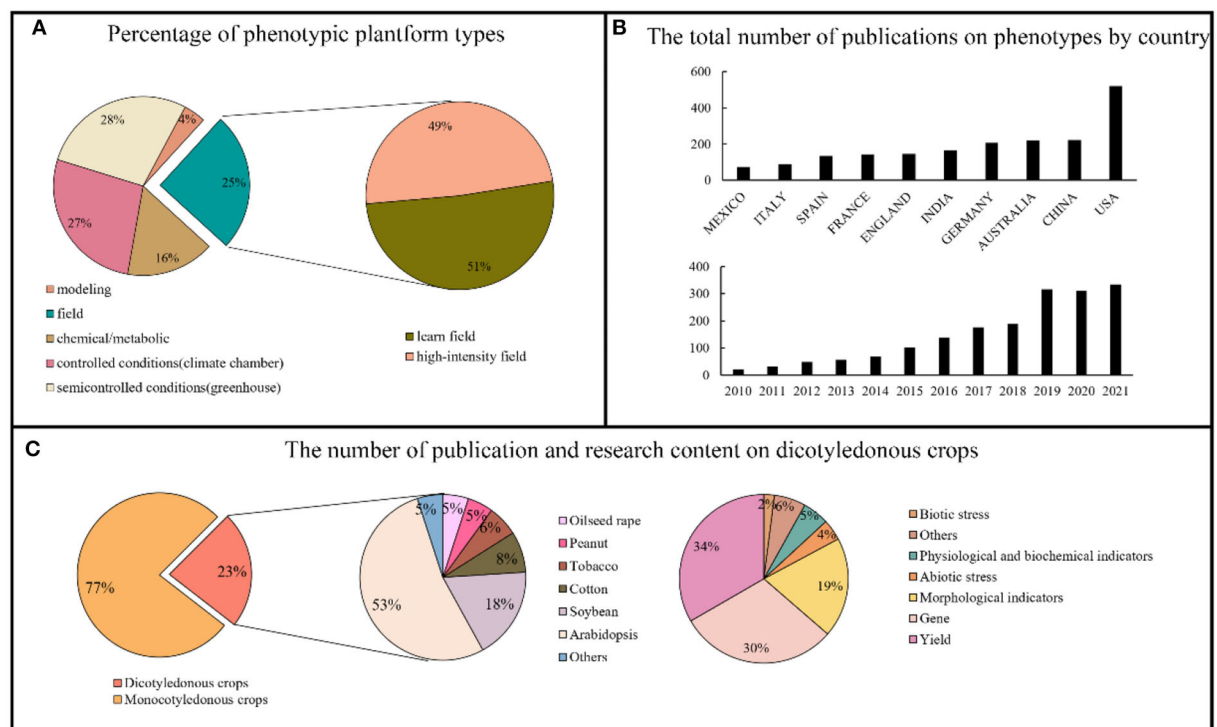 A
Percentage of phenotypic plantform types
28%
4%
25%
27%
16%
49%
51%
modeling
field
chemical/metabolic
controlled conditions(climate chamber)
semicontrolled conditions(greenhouse)
learn field
high-intensity field
B
The total number of publications on phenotypes by country
600
400
200
0
MEXICO
ITALY
SPAIN
FRANCE
ENGLAND
INDIA
GERMANY
AUSTRALIA
CHINA
USA
400
300
200
100
0
2010 2011 2012 2013 2014 2015 2016 2017 2018 2019 2020 2021
C
The number of publication and research content on dicotyledonous crops
77%
23%
Dicotyledonous crops
Monocotyledonous crops
5%
5%
5%
6%
8%
18%
53%
Oilseed rape
Peanut
Tobacco
Cotton
Soybean
Arabidopsis
Others
2%
6%
5%
4%
19%
30%
34%
Biotic stress
Others
Physiological and biochemical indicators
Abiotic stress
Morphological indicators
Gene
Yield